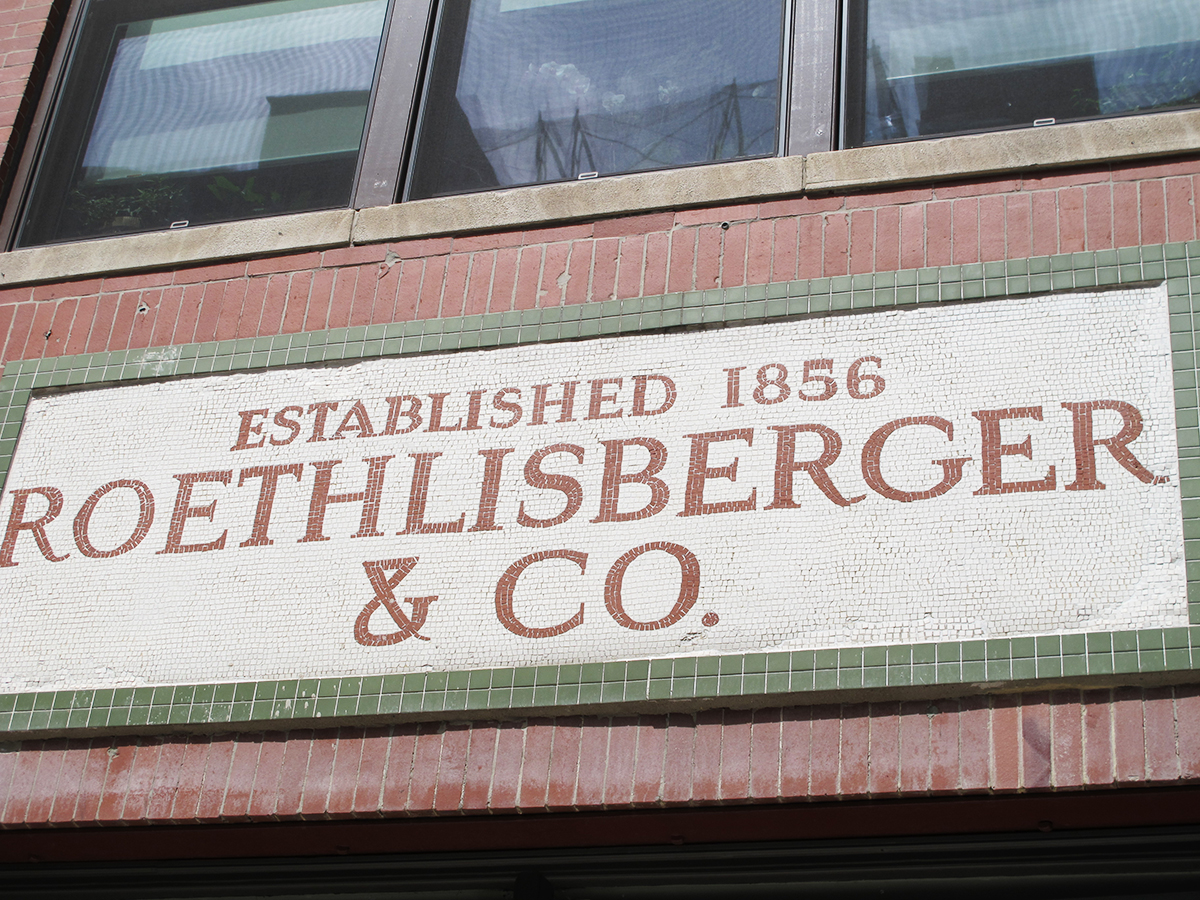 ESTABLISHED 1856
ROETHLISBERGER
& CO.